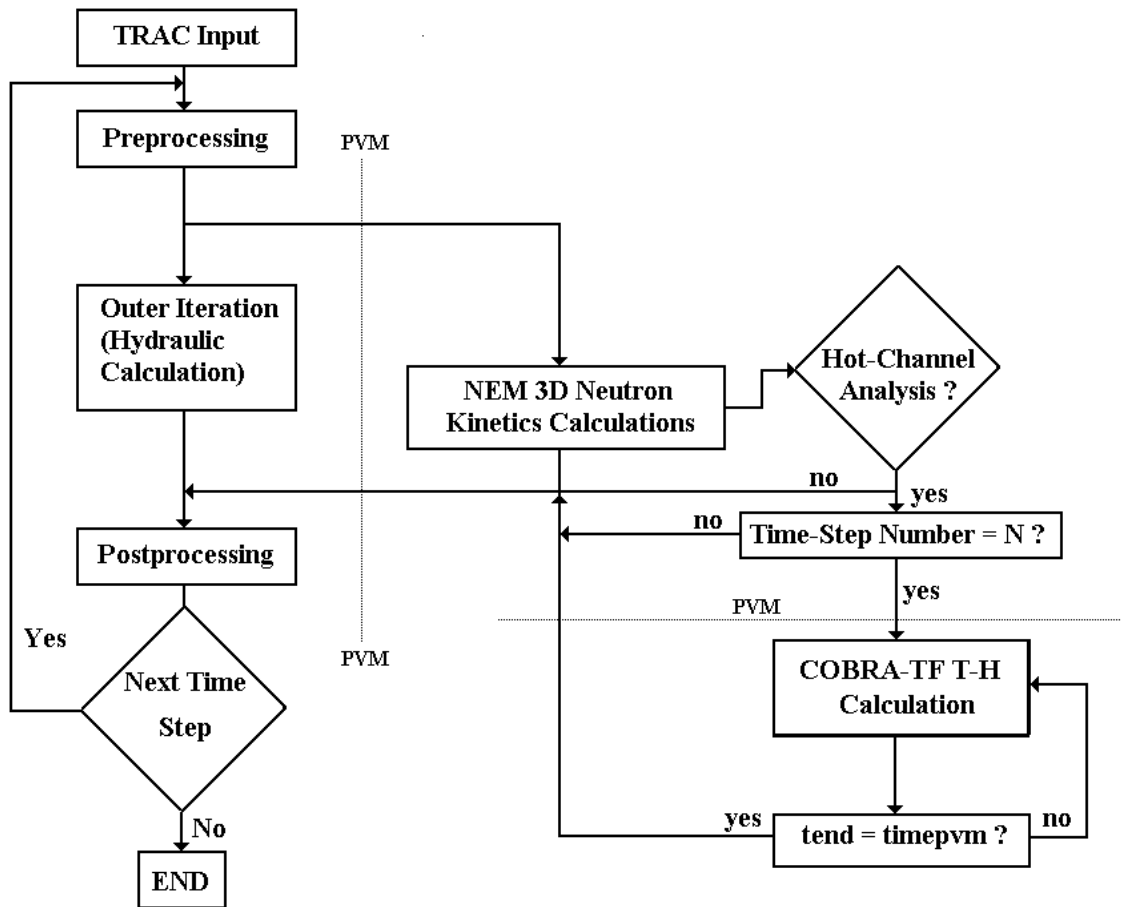 TRAC Input
Preprocessing
PVM
Outer Iteration
(Hydraulic
Calculation)
NEM 3D Neutron
Kinetics Calculations
Hot-Channel
Analysis ?
no
yes
no
Time-Step Number = N ?
Postprocessing
yes
PVM
Yes
PVM
Next Time
Step
COBRA-TF T-H
Calculation
No
yes
tend = timepvm ?
no
END